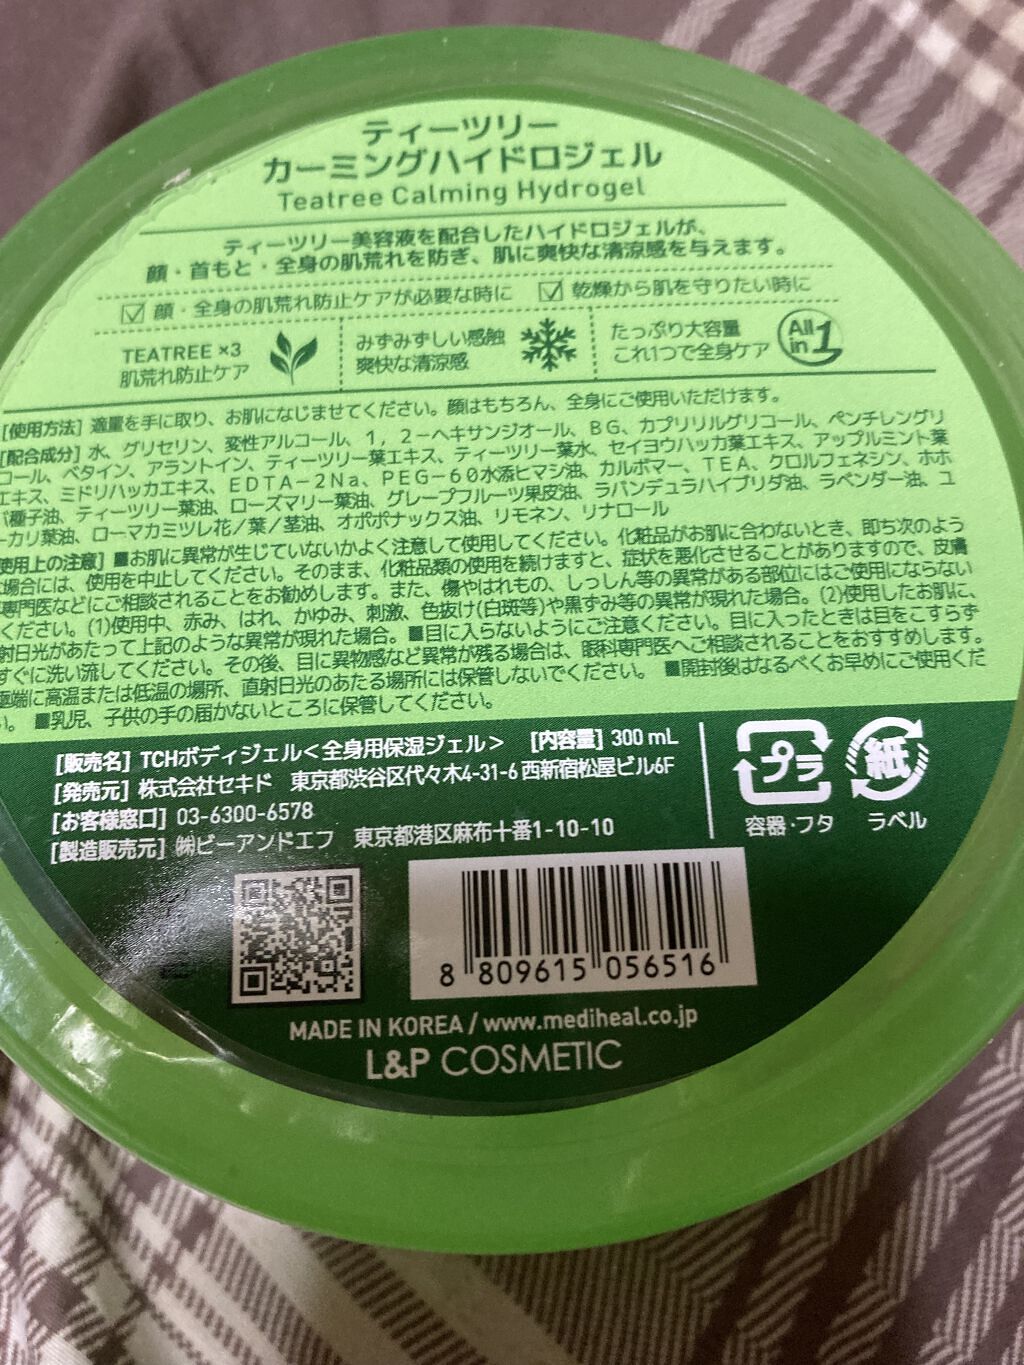 ティーツリー
カーミングハイドロジェル
Teatree Calming Hydrogel
ティーツリー美容液を配合したハイドロジェルが、
顔・首もと・全身の肌荒れを防ぎ、肌に爽快な清涼感を与えます。
顔・全身の肌荒れ防止ケアが必要な時に 乾燥から肌を守りたい時に
TEATREE ×3
肌荒れ防止ケア
みずみずしい感触
爽快な清涼感
たっぷり大容量
これ1つで全身ケア
All in 1
[使用方法] 適量を手に取り、お肌になじませてください。顔はもちろん、全身にご使用いただけます。
[配合成分] 水、グリセリン、変性アルコール、1，2－ヘキサンジオール、BG、カプリリルグリコール、ペンチレングリ
コール、ベタイン、アラントイン、ティーツリー葉エキス、ティーツリー葉水、セイヨウハッカ葉エキス、アップルミント葉
エキス、ミドリハッカエキス、EDTA－2Na、PEG－60水添ヒマシ油、カルボマー、TEA、クロルフェネシン、ホホ
バ種子油、ティーツリー葉油、ローズマリー葉油、グレープフルーツ果皮油、ラバンデュラハイブリダ油、ラベンダー油、ユ
ーカリ葉油、ローマカミツレ花／葉／茎油、オポポナックス油、リモネン、リナロール
使用上の注意] ■お肌に異常が生じていないかよく注意して使用してください。化粧品がお肌に合わないとき、即ち次のよう
な場合には、使用を中止してください。そのまま、化粧品類の使用を続けますと、症状を悪化させることがありますので、皮膚
専門医などにご相談されることをお勧めします。また、傷やはれもの、しっしん等の異常がある部位にはご使用にならない
ください。(1)使用中、赤み、はれ、かゆみ、刺激、色抜け(白斑等)や黒ずみ等の異常が現れた場合。(2)使用したお肌に、
射日光があたって上記のような異常が現れた場合。■目に入らないようにご注意ください。目に入ったときは目をこすらず
すぐに洗い流してください。その後、目に異物感など異常が残る場合は、眼科専門医へご相談されることをおすすめします。
極端に高温または低温の場所、直射日光のあたる場所には保管しないでください。 ■開封後はなるべくお早めにご使用くだ
い。 ■乳児、子供の手の届かないところに保管してください。
[販売名] TCHボディジェル＜全身用保湿ジェル＞ [内容量] 300 mL
[発売元] 株式会社セキド 東京都渋谷区代々木4-31-6 西新宿松屋ビル6F
[お客様窓口] 03-6300-6578
[製造販売元] ㈱ビーアンドエフ 東京都港区麻布十番1-10-10
プラ
容器・フタ
紙
ラベル
8 809615 056516
MADE IN KOREA / www.mediheal.co.jp
L&P COSMETIC